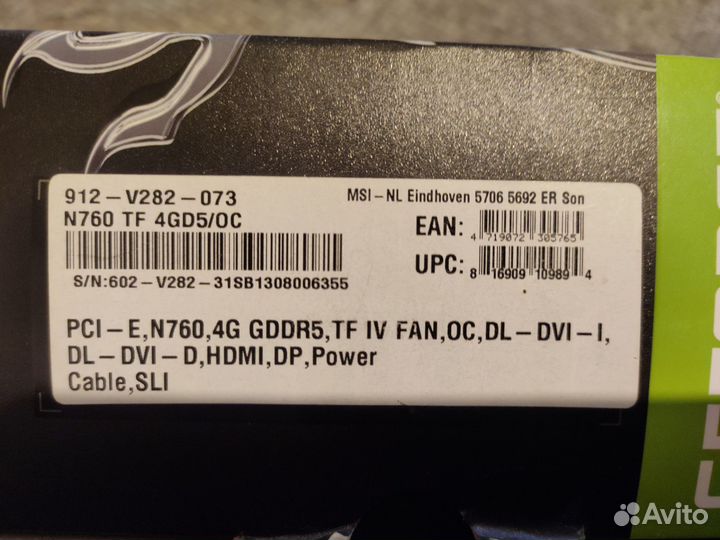 912-V282-073
N760 TF 4GD5/OC
S/N:602-V282-31SB1308006355
MSI-NL Eindhoven 5706 5692 ER Son
EAN:
4 719072 305765
UPC:
8 16909 10989 4
PCI-E,N760,4G GDDR5,TF IV FAN,OC,DL-DVI-I,
DL-DVI-D,HDMI,DP,Power
Cable,SLI
Avito